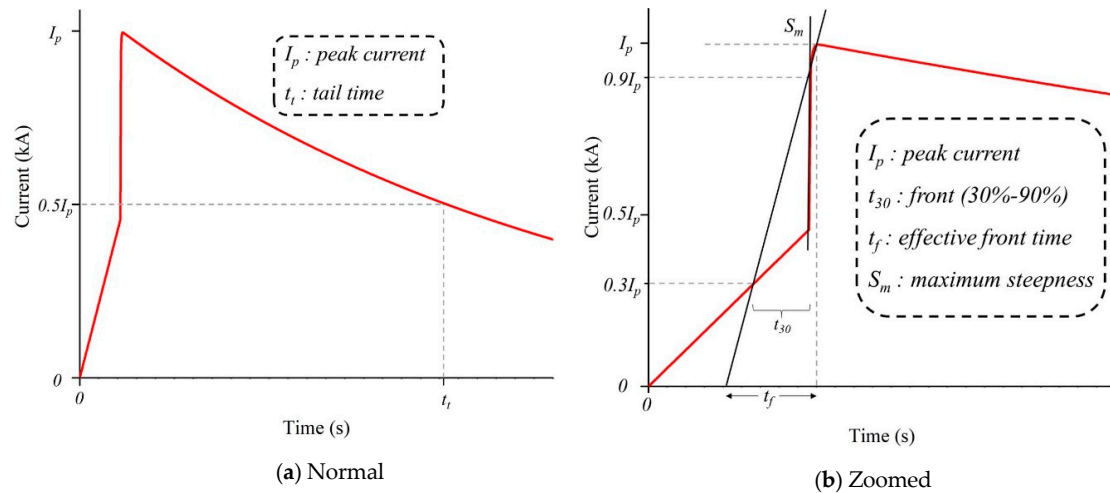 I_p
I_p : peak current
t_t : tail time
0.5I_p
Current (kA)
0
0
t_t
Time (s)
(a) Normal
S_m
I_p
0.9I_p
I_p : peak current
t_30 : front (30%-90%)
t_f : effective front time
S_m : maximum steepness
0.5I_p
Current (kA)
0.3I_p
t_30
0
t_f
0
Time (s)
(b) Zoomed